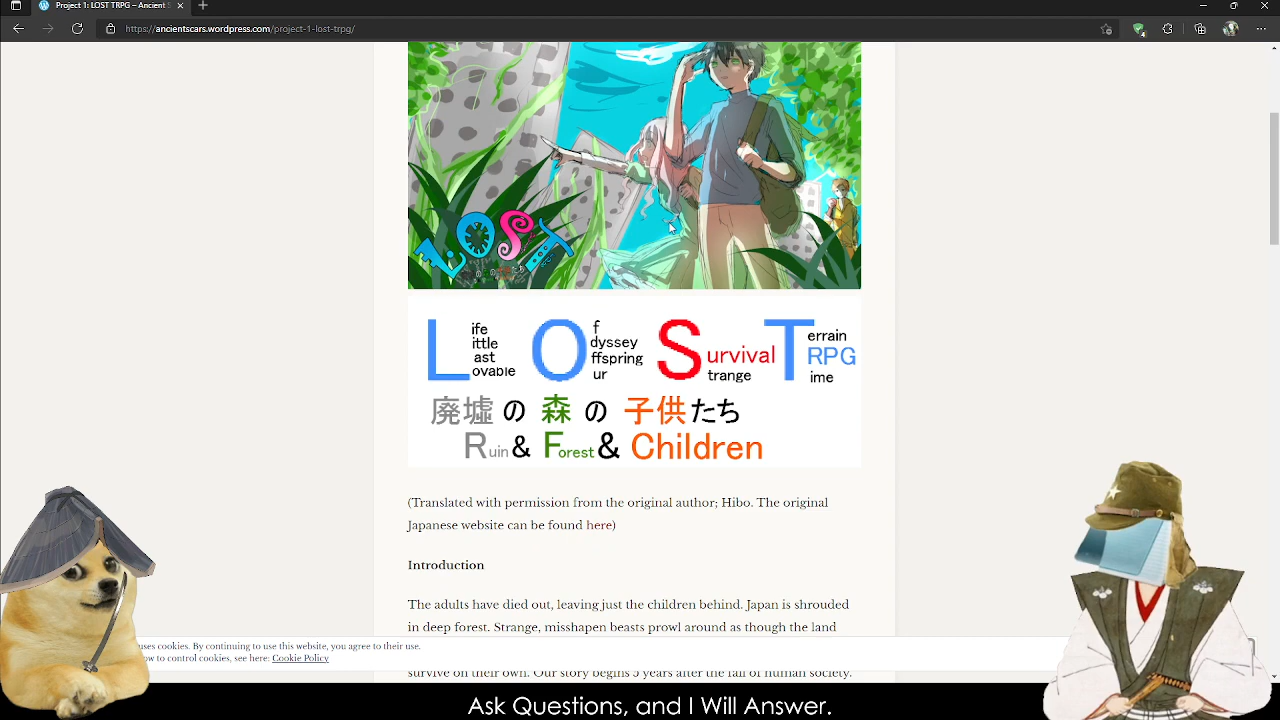 Project 1: LOST TRPG – Ancient S
https://ancientscars.wordpress.com/project-1-lost-trpg/
LOST
L ife ittle ast ovable O f dyssey ffspring ur S urvival trange T errain RPG ime
廃墟の森の子供たち
Ruin & Forest & Children
(Translated with permission from the original author; Hibo. The original
Japanese website can be found here)
Introduction
The adults have died out, leaving just the children behind. Japan is shrouded
in deep forest. Strange, misshapen beasts prowl around as though the land
uses cookies. By continuing to use this website, you agree to their use.
ow to control cookies, see here: Cookie Policy
survive on their own. Our story begins 5 years after the fall of human society.
Ask Questions, and I Will Answer.